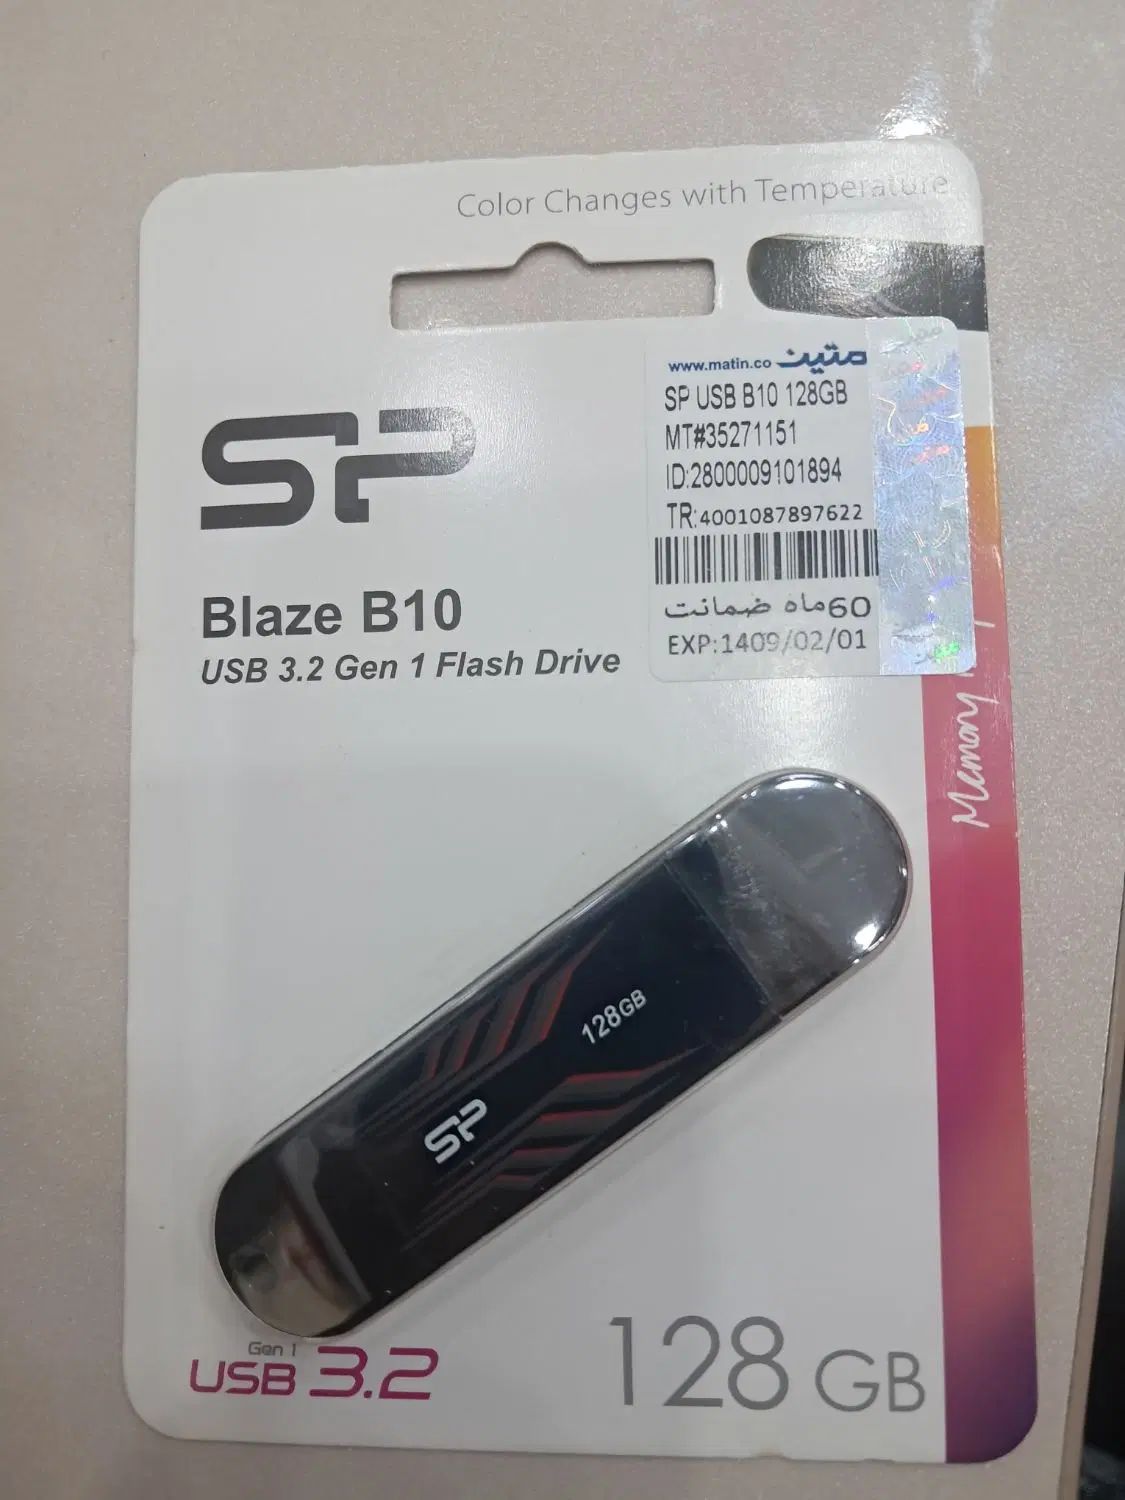 Color Changes with Temperature
www.matin.co متین
SP USB B10 128GB
MT#35271151
ID:2800009101894
TR:4001087897622
60ماه ضمانت
EXP:1409/02/01
SP
Blaze B10
USB 3.2 Gen 1 Flash Drive
Memory
128GB
SP
Gen 1
USB 3.2
128 GB